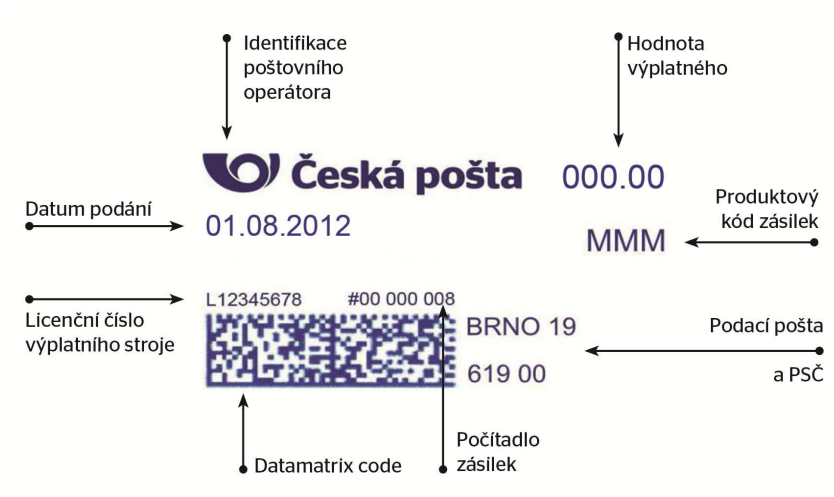 Identifikace
poštovního
operátora
Hodnota
výplatného
Česká pošta
000.00
Datum podání
01.08.2012
Produktový
kód zásilek
MMM
L12345678
#00 000 008
Licenční číslo
výplatního stroje
BRNO 19
619 00
Podací pošta
a PSČ
Datamatrix code
Počítadlo
zásilek